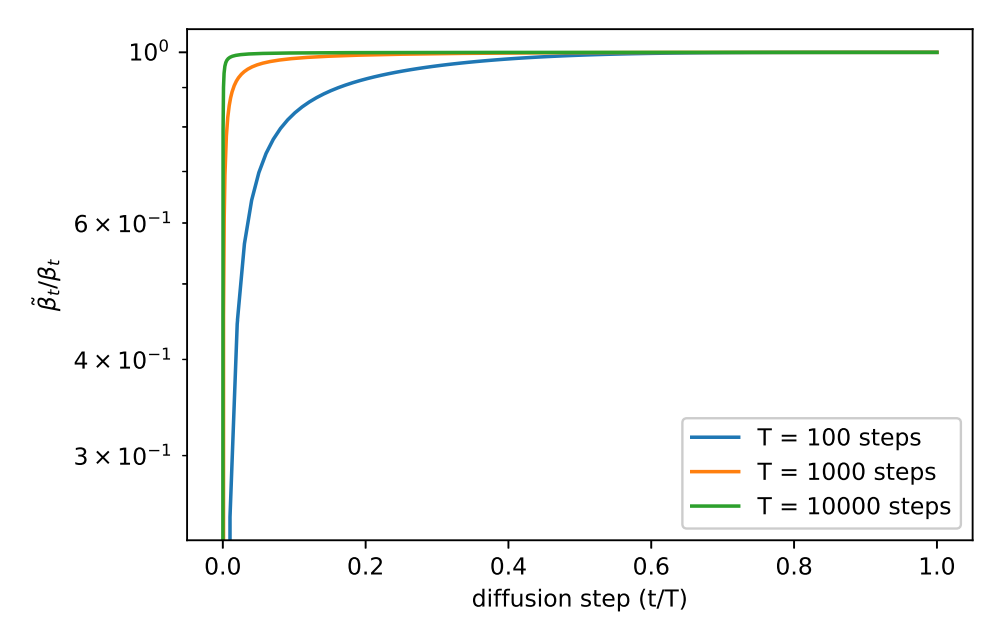 10⁰
6 × 10⁻¹
4 × 10⁻¹
3 × 10⁻¹
β̃ₜ/βₜ
T = 100 steps
T = 1000 steps
T = 10000 steps
0.0 0.2 0.4 0.6 0.8 1.0
diffusion step (t/T)